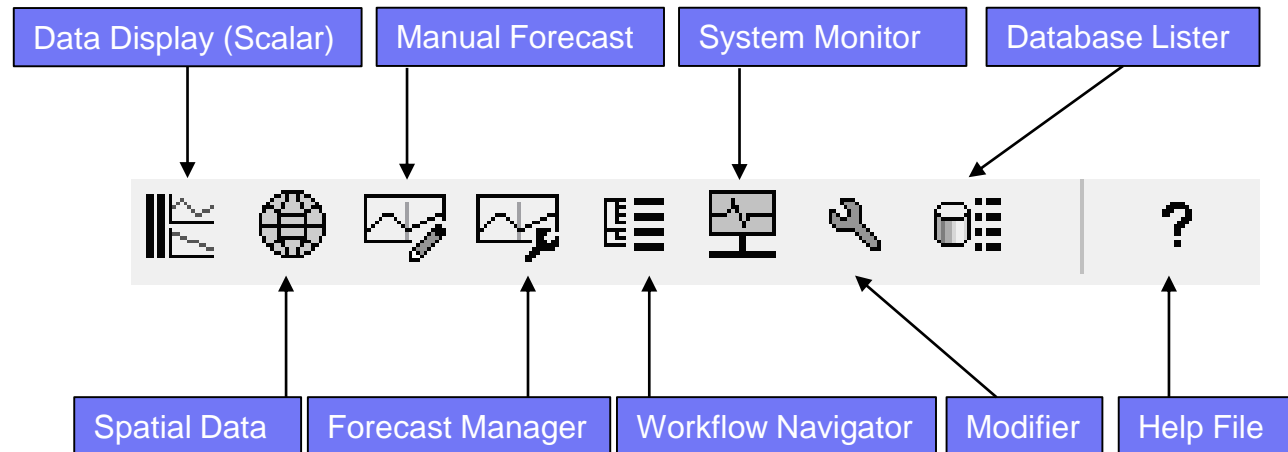 Data Display (Scalar)
Manual Forecast
System Monitor
Database Lister
?
Spatial Data
Forecast Manager
Workflow Navigator
Modifier
Help File